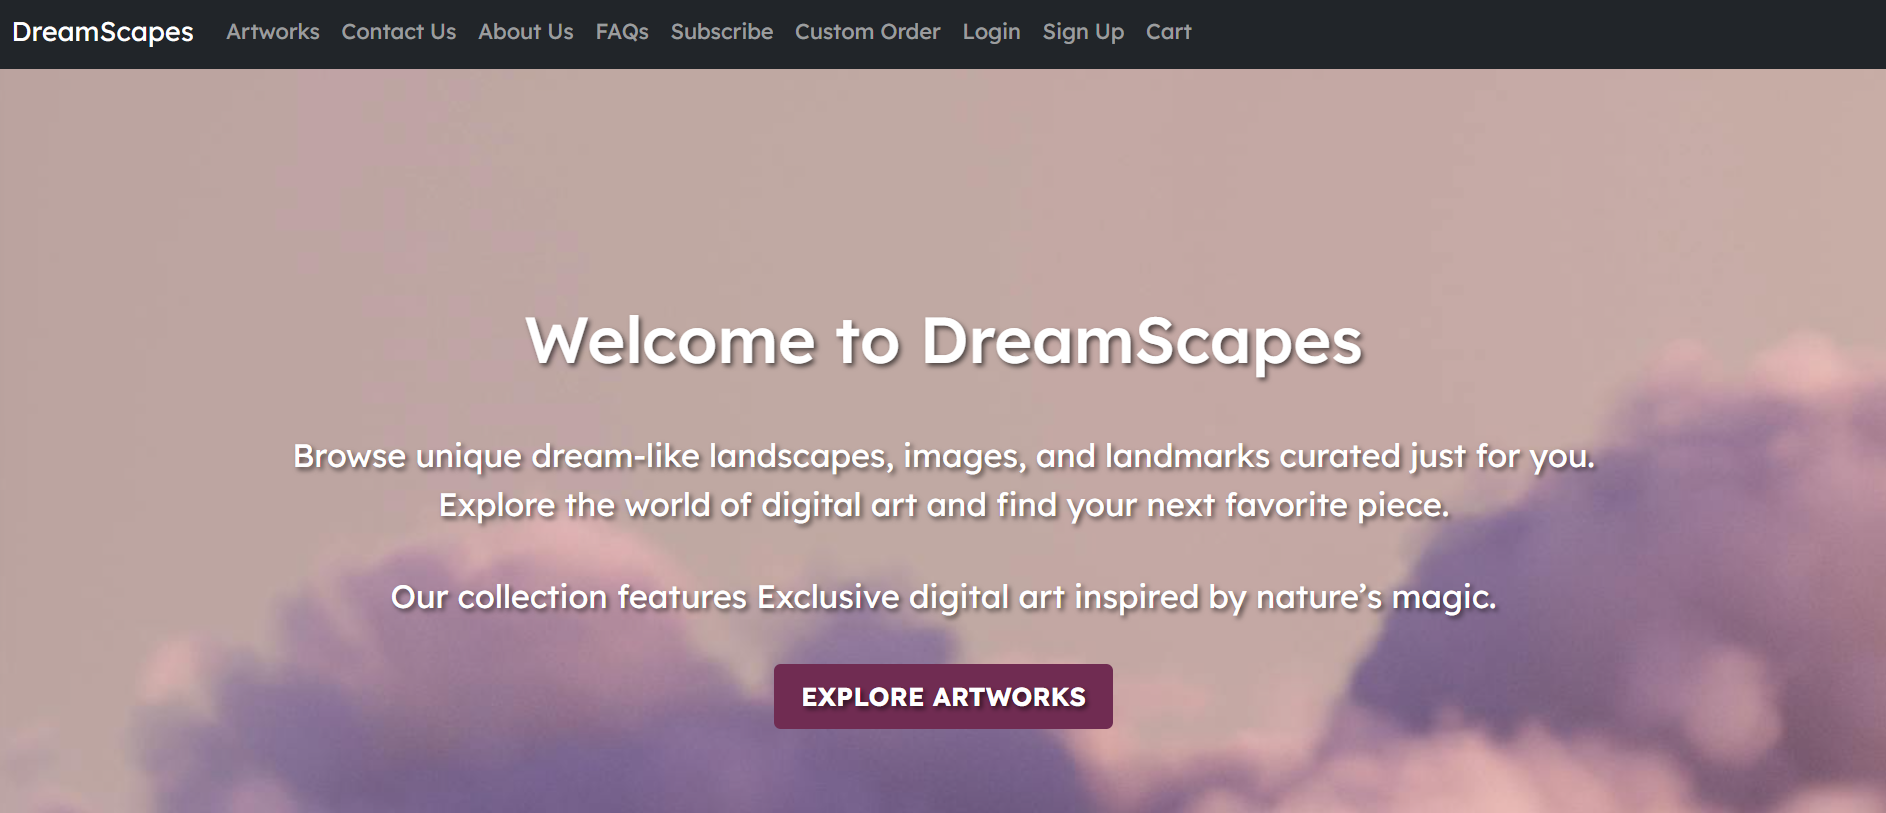 DreamScapes Artworks Contact Us About Us FAQs Subscribe Custom Order Login Sign Up Cart
Welcome to DreamScapes
Browse unique dream-like landscapes, images, and landmarks curated just for you.
Explore the world of digital art and find your next favorite piece.
Our collection features Exclusive digital art inspired by nature’s magic.
EXPLORE ARTWORKS